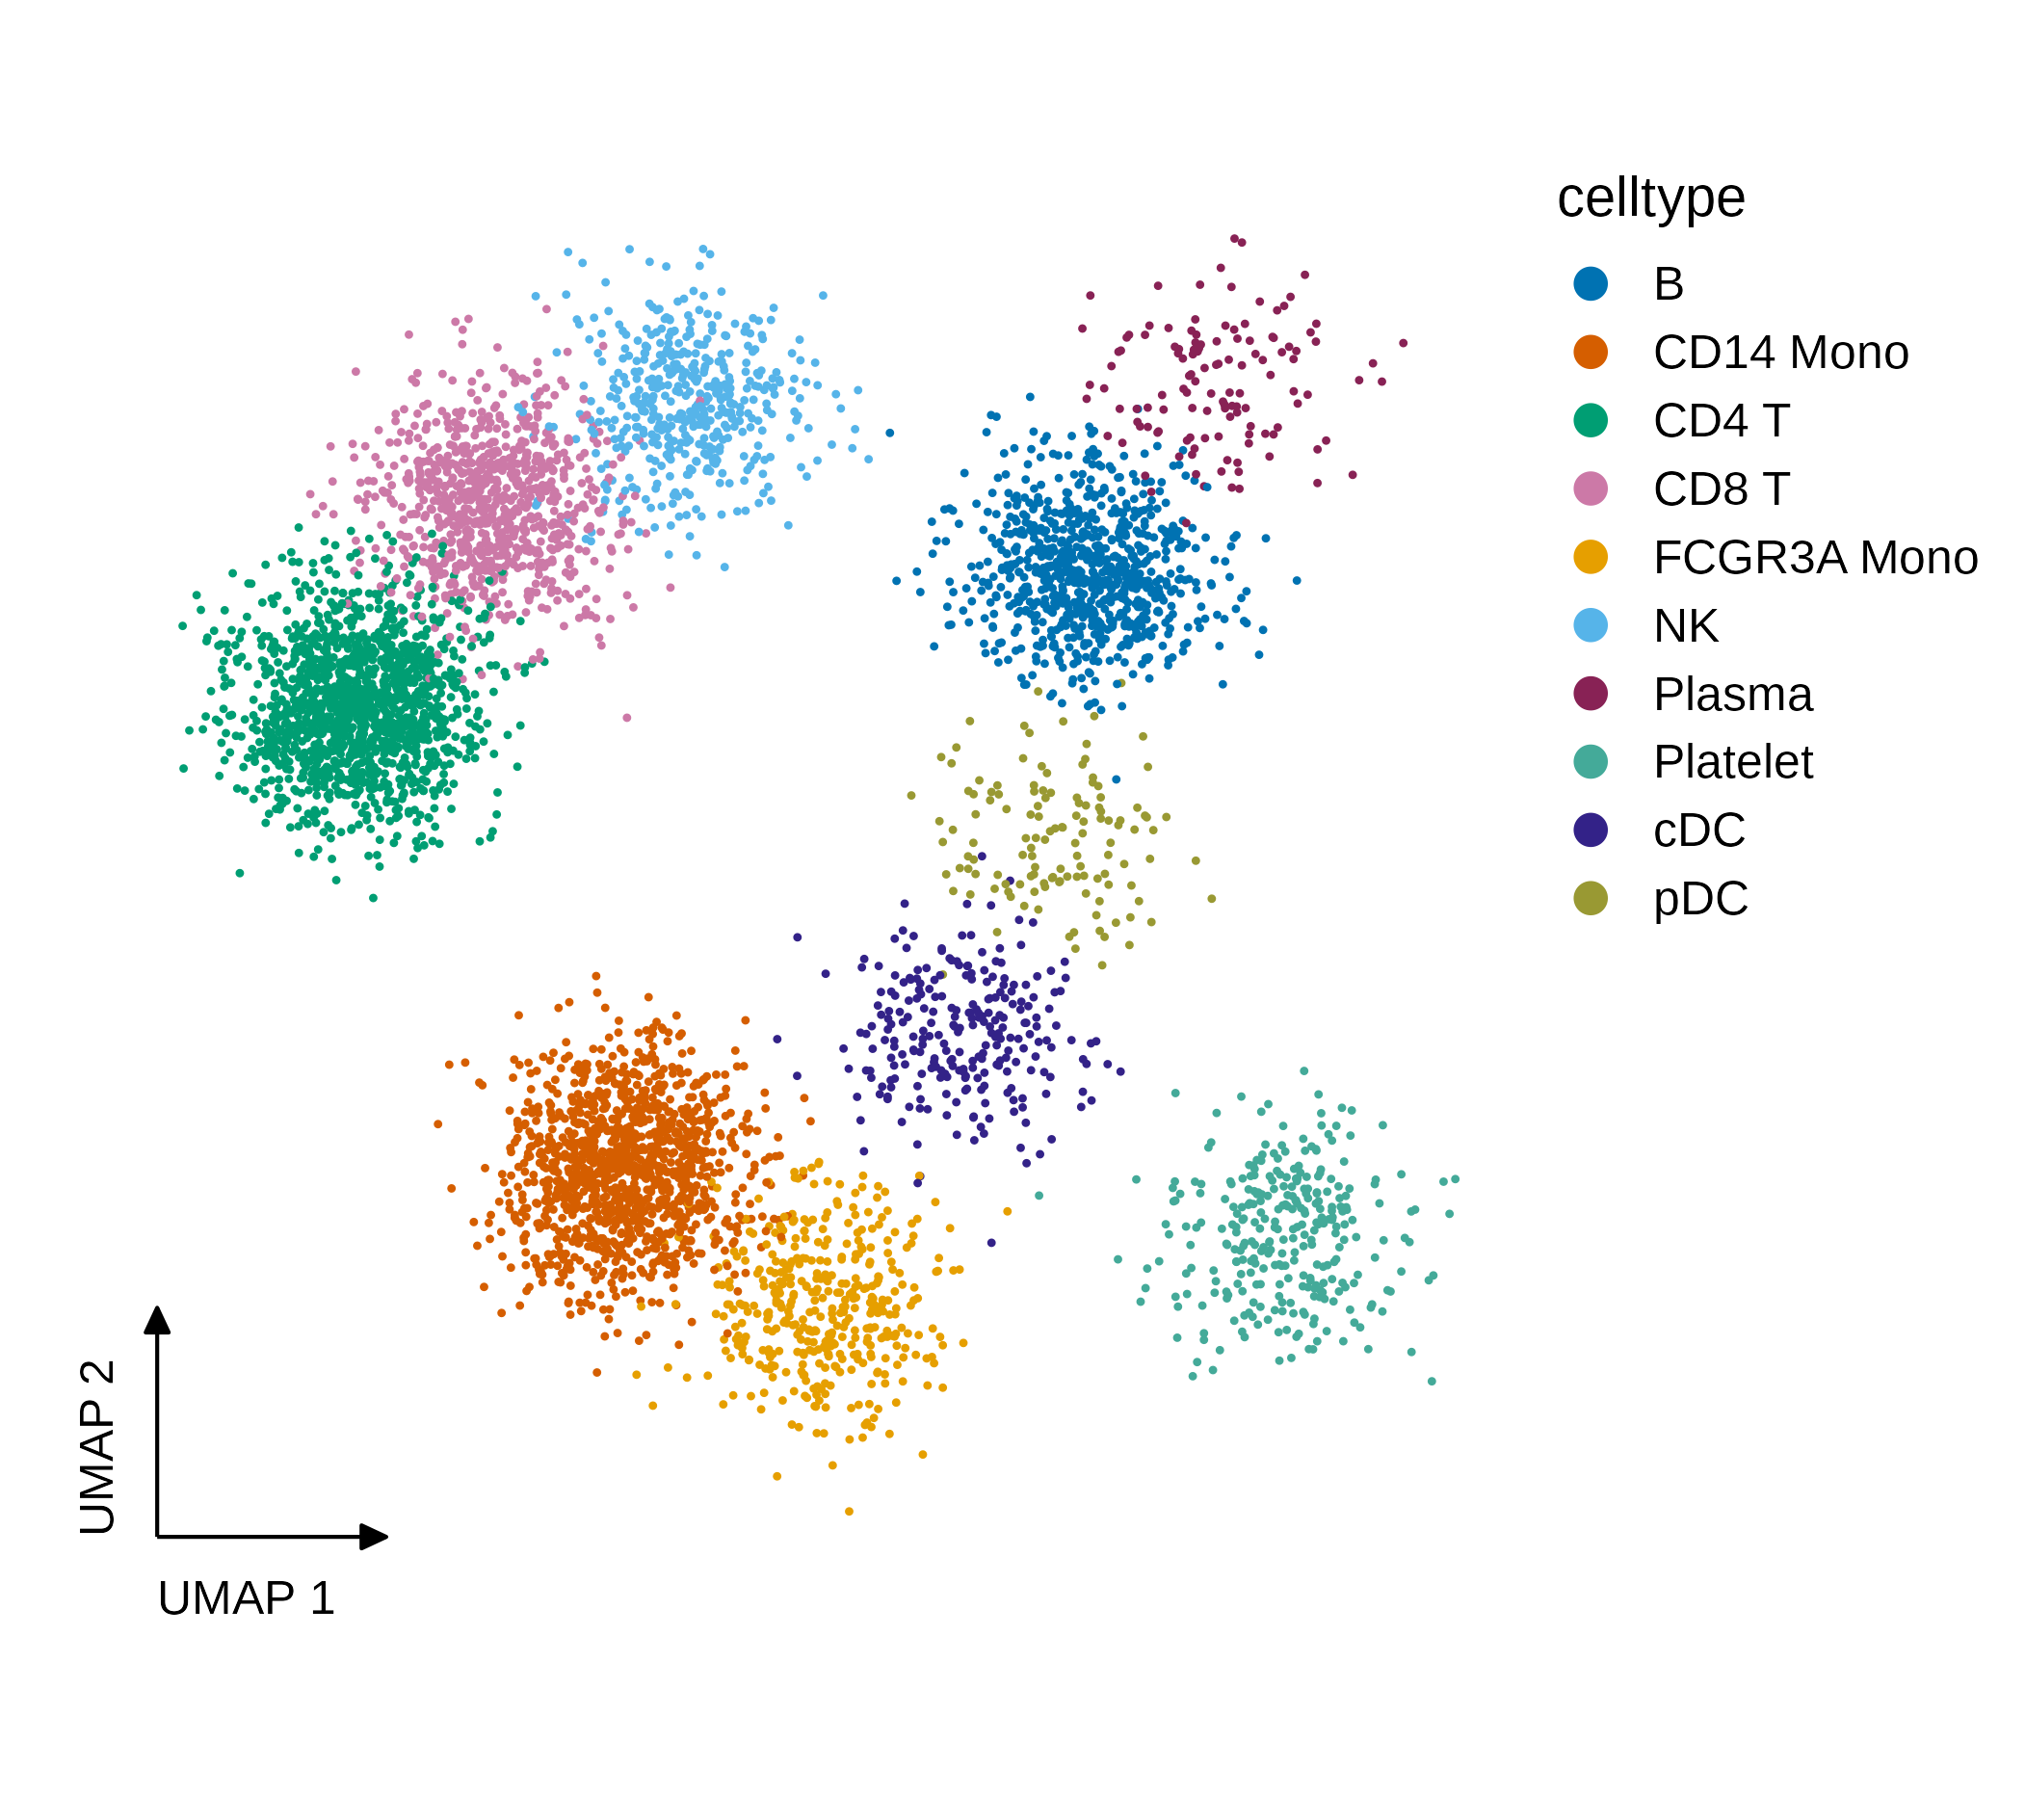 celltype
B
CD14 Mono
CD4 T
CD8 T
FCGR3A Mono
NK
Plasma
Platelet
cDC
pDC
UMAP 2
UMAP 1